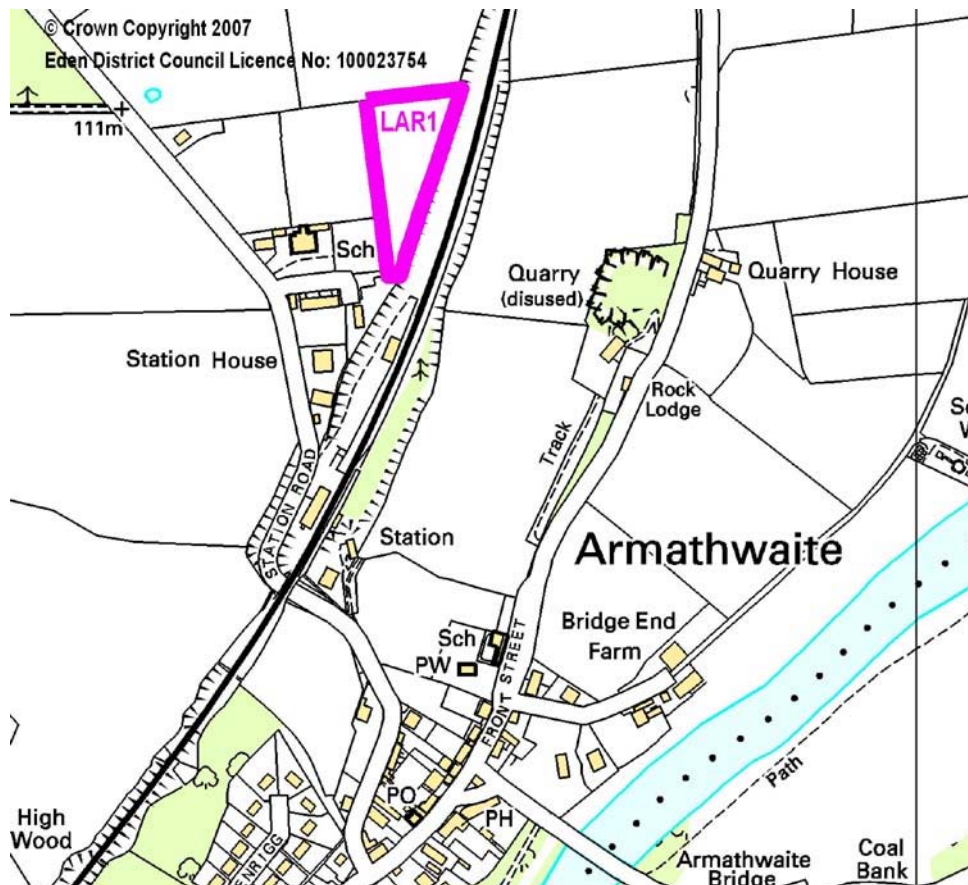 © Crown Copyright 2007
Eden District Council Licence No: 100023754
LAR1
111m
Sch
Quarry
(disused)
Quarry House
Station House
Rock
Lodge
Track
STATION ROAD
Station
Armathwaite
Bridge End
Farm
Sch
PW
FRONT STREET
Path
PO
PH
High
Wood
ENRIGG
Armathwaite
Bridge
Coal
Bank